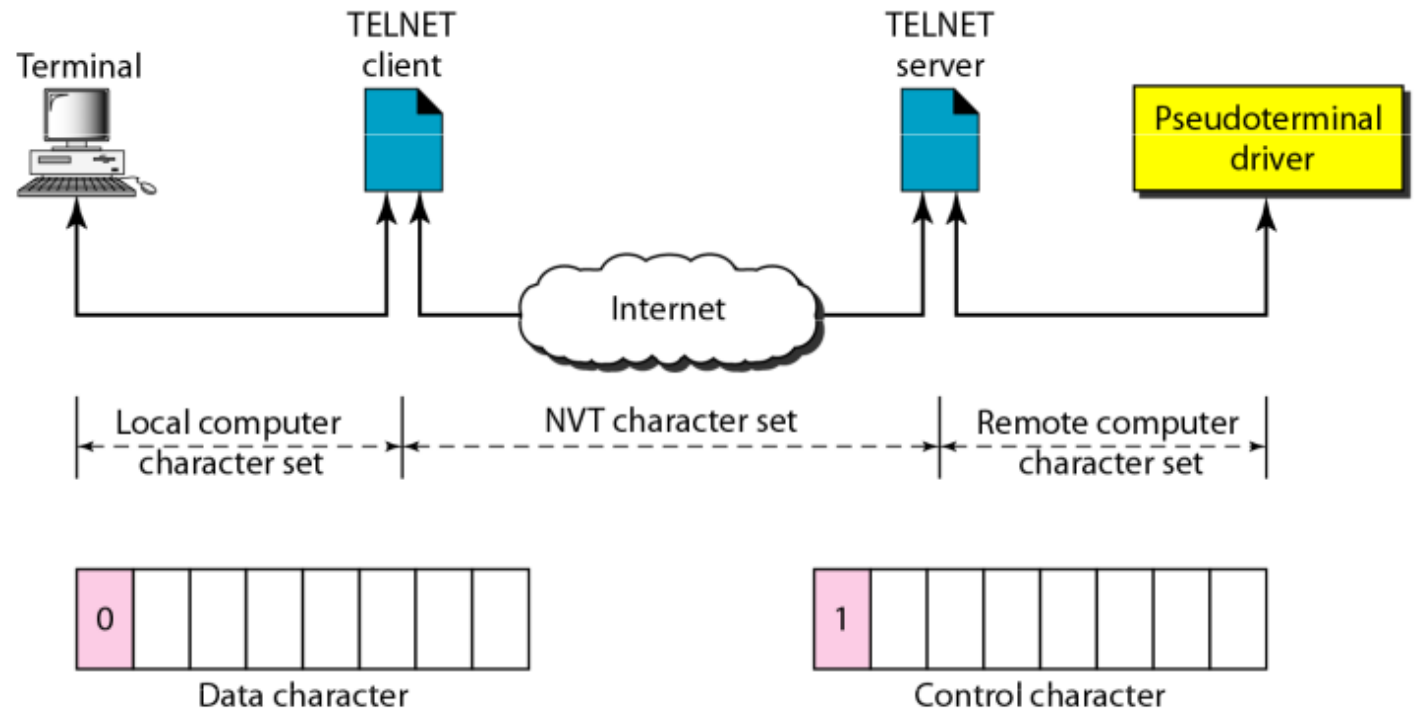 TELNET
client
TELNET
server
Terminal
Pseudoterminal
driver
Internet
Local computer
character set
NVT character set
Remote computer
character set
0
1
Data character
Control character